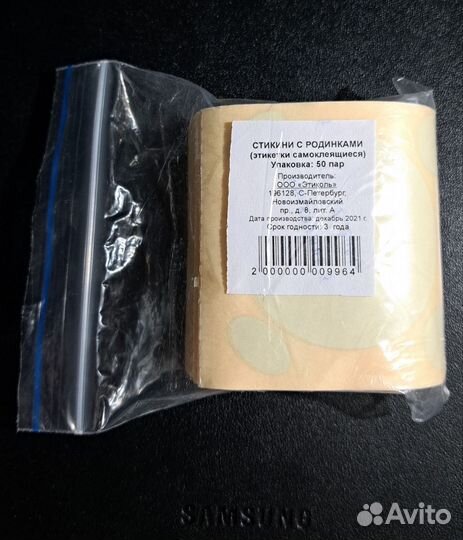 СТИКИНИ С РОДИНКАМИ
(этикетки самоклеящиеся)
Упаковка: 50 пар
Производитель:
ООО «Этиколь»
196128, С-Петербург,
Новоизмайловский
пр., д. 8, лит. А
Дата производства: декабрь 2021 г.
Срок годности: 3 года
2 000000 009964
SAMSUNG
Avito